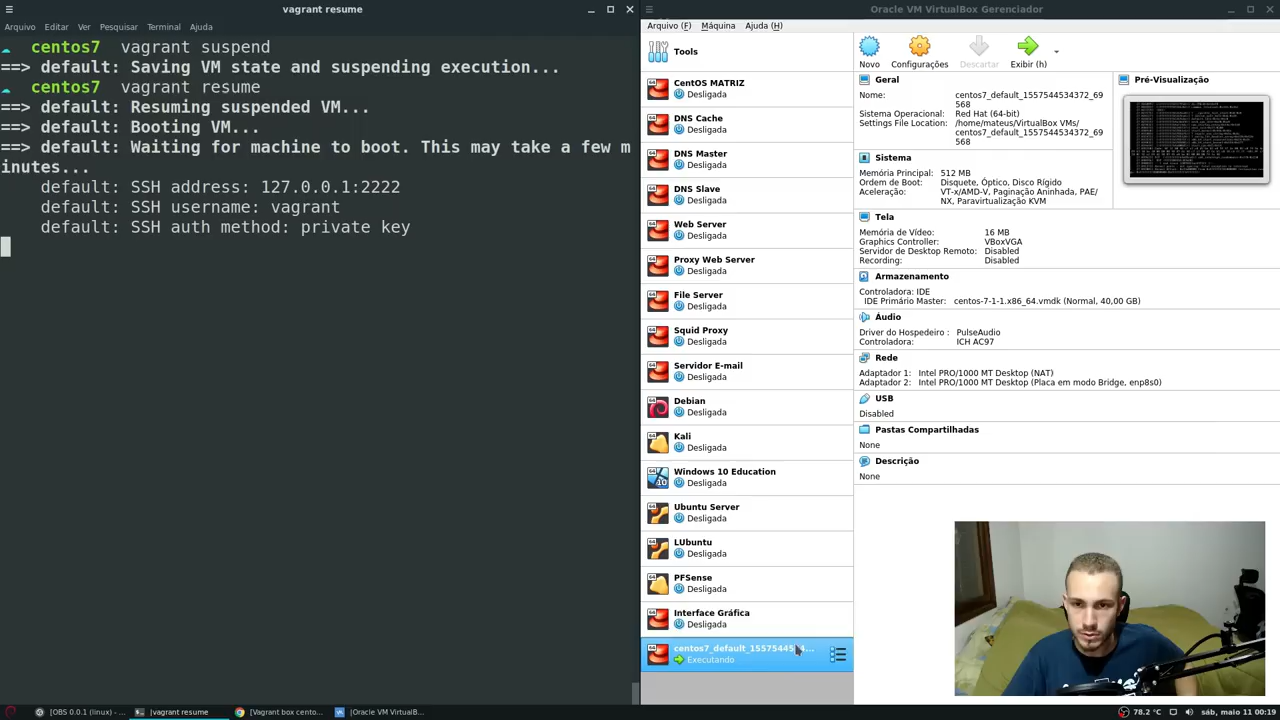 vagrant resume
Arquivo Editar Ver Pesquisar Terminal Ajuda
centos7 vagrant suspend
==> default: Saving VM state and suspending execution...
centos7 vagrant resume
==> default: Resuming suspended VM...
==> default: Booting VM...
==> default: Waiting for machine to boot. This may take a few m
inutes...
default: SSH address: 127.0.0.1:2222
default: SSH username: vagrant
default: SSH auth method: private key
Oracle VM VirtualBox Gerenciador
Arquivo (F) Máquina Ajuda (H)
Tools
CentOS MATRIZ
Desligada
DNS Cache
Desligada
DNS Master
Desligada
DNS Slave
Desligada
Web Server
Desligada
Proxy Web Server
Desligada
File Server
Desligada
Squid Proxy
Desligada
Servidor E-mail
Desligada
Debian
Desligada
Kali
Desligada
Windows 10 Education
Desligada
Ubuntu Server
Desligada
LUbuntu
Desligada
PFSense
Desligada
Interface Gráfica
Desligada
Executando
Novo Configurações Descartar Exibir (h)
Geral
Nome: centos7_default_1557544534372_69
568
Sistema Operacional: Red Hat (64-bit)
Settings File Location: /home/mateus/VirtualBox VMs/
centos7_default_1557544534372_69
568
Pré-Visualização
Sistema
Memória Principal: 512 MB
Ordem de Boot: Disquete, Óptico, Disco Rígido
Aceleração: VT-x/AMD-V, Paginação Aninhada, PAE/
NX, Paravirtualização KVM
Tela
Memória de Vídeo: 16 MB
Graphics Controller: VBoxVGA
Servidor de Desktop Remoto: Disabled
Recording: Disabled
Armazenamento
Controladora: IDE
IDE Primário Master: centos-7-1-1.x86_64.vmdk (Normal, 40,00 GB)
Áudio
Driver do Hospedeiro : PulseAudio
Controladora: ICH AC97
Rede
Adaptador 1: Intel PRO/1000 MT Desktop (NAT)
Adaptador 2: Intel PRO/1000 MT Desktop (Placa em modo Bridge, enp8s0)
USB
Disabled
Pastas Compartilhadas
None
Descrição
None
[OBS 0.0.1 (linux) - ... vagrant resume [Vagrant box cento... [Oracle VM VirtualB... 78.2 °C sáb, maio 11 00:19